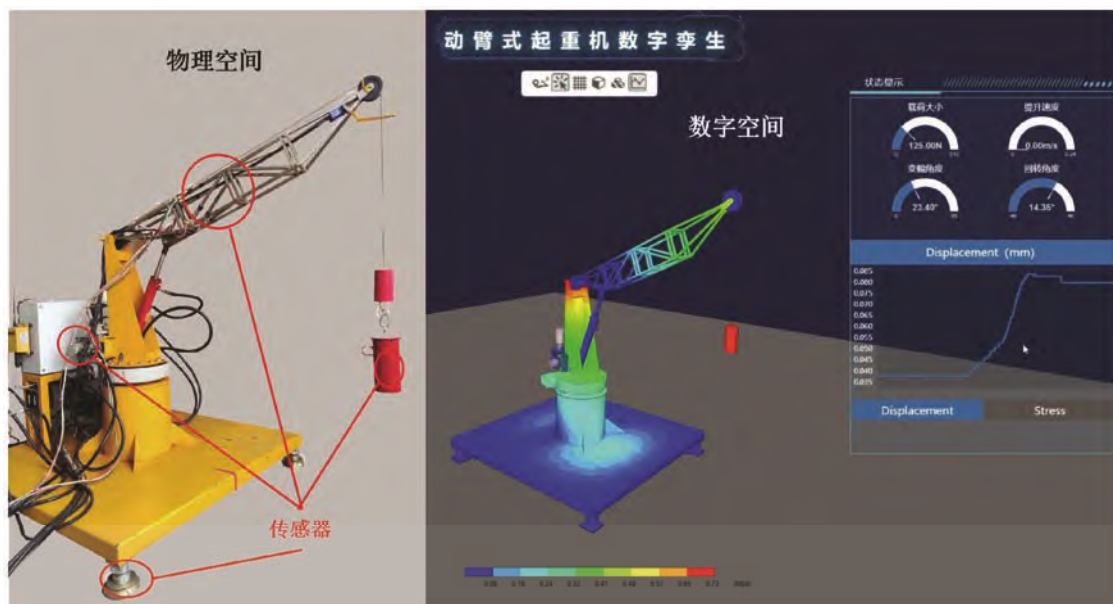 物理空间
传感器
动臂式起重机数字孪生
数字空间
状态显示
载荷大小
提升速度
125.00N
0.00m/s
变幅角度
回转角度
23.40°
14.35°
Displacement (mm)
0.085
0.080
0.075
0.070
0.065
0.060
0.055
0.050
0.045
0.040
0.035
Displacement
Stress